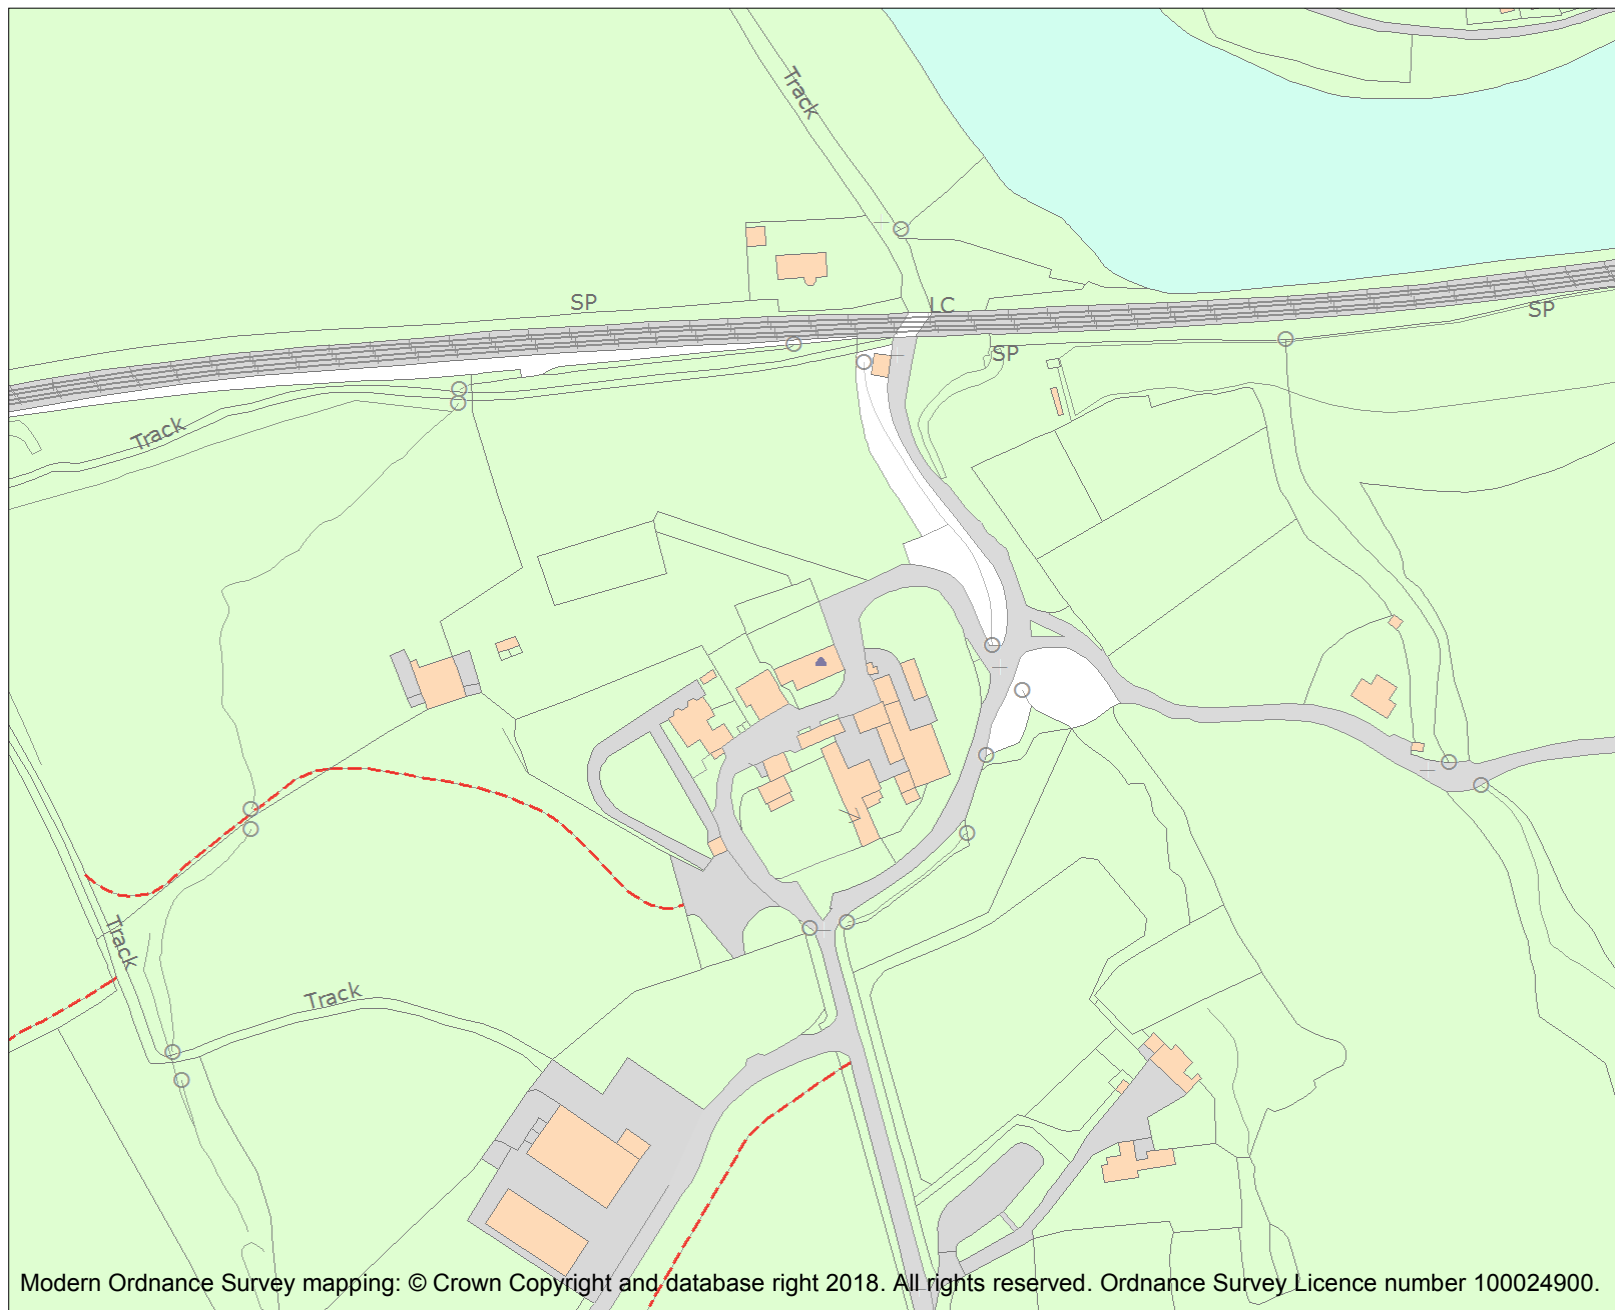 Track
SP
LC
SP
SP
Track
Track
Track
Modern Ordnance Survey mapping: © Crown Copyright and database right 2018. All rights reserved. Ordnance Survey Licence number 100024900.